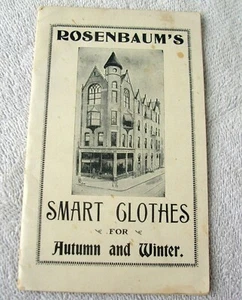 ROSENBAUM'S
SMART CLOTHES
FOR
Autumn and Winter.